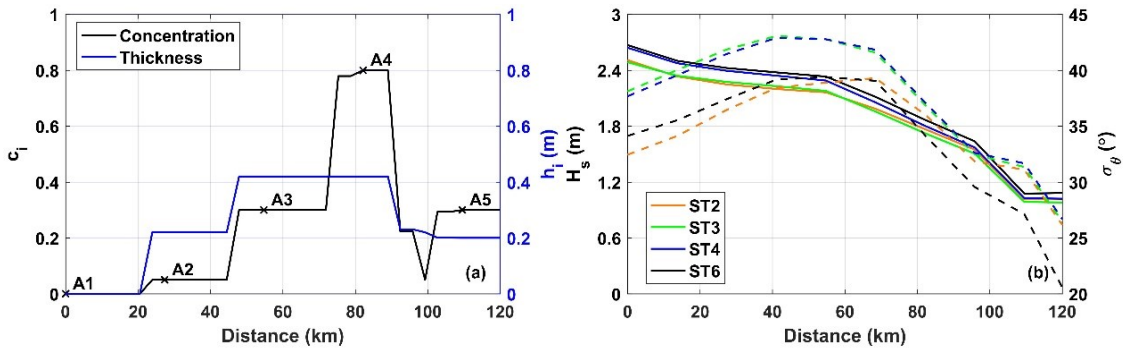 Concentration
Thickness
A1
A2
A3
A4
A5
(a)
0
0.2
0.4
0.6
0.8
1
c_i
0
0.2
0.4
0.6
0.8
1
h_i (m)
0 20 40 60 80 100 120
Distance (km)
ST2
ST3
ST4
ST6
(b)
0
0.6
1.2
1.8
2.4
3
H_s (m)
20
25
30
35
40
45
σ_θ (°)
0 20 40 60 80 100 120
Distance (km)